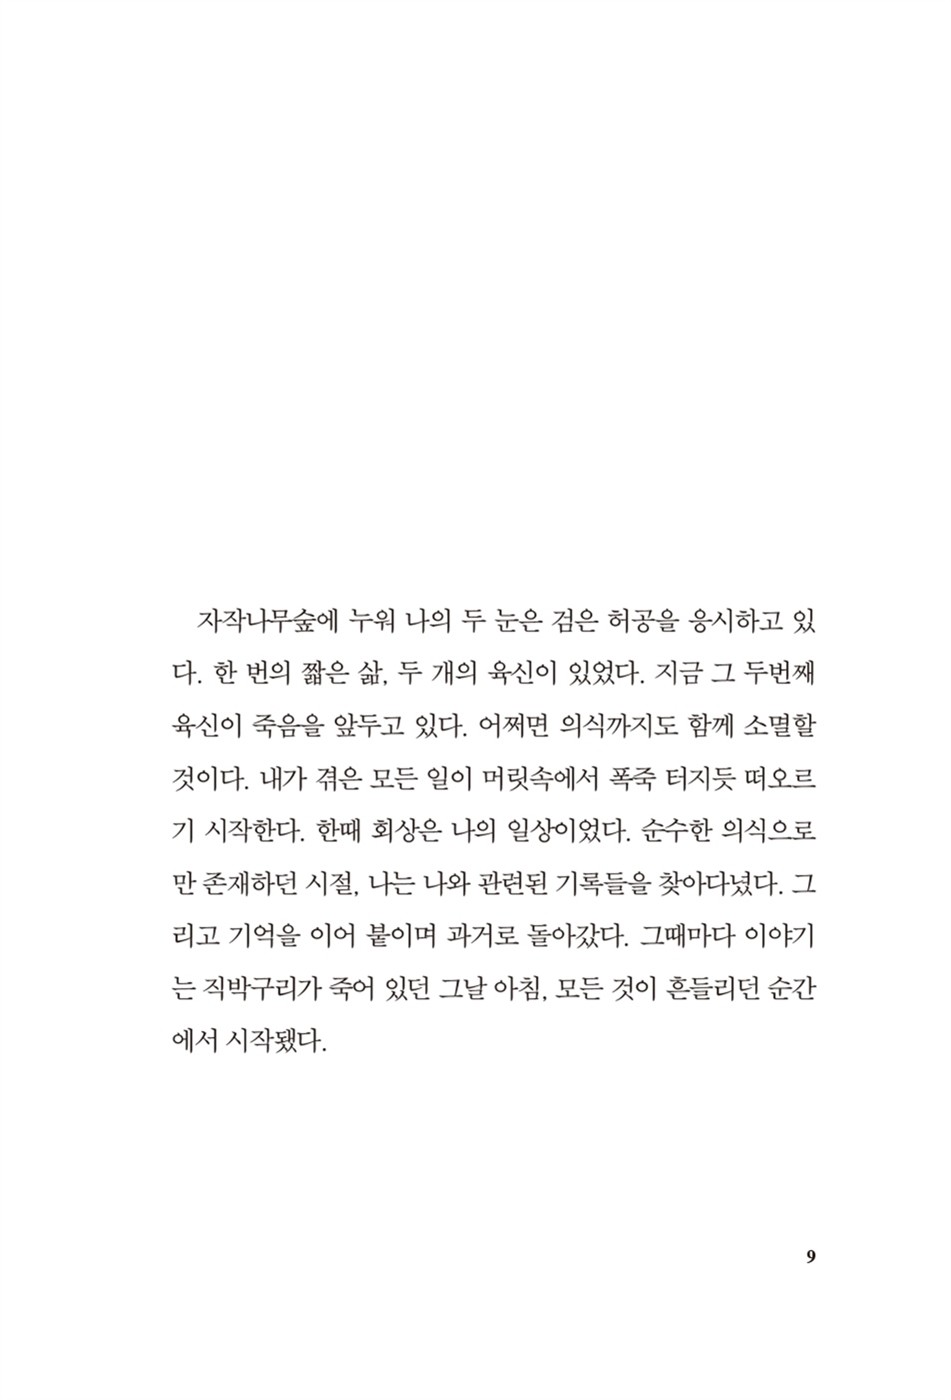 자작나무숲에 누워 나의 두 눈은 검은 허공을 응시하고 있
다. 한 번의 짧은 삶, 두 개의 육신이 있었다. 지금 그 두번째
육신이 죽음을 앞두고 있다. 어쩌면 의식까지도 함께 소멸할
것이다. 내가 겪은 모든 일이 머릿속에서 폭죽 터지듯 떠오르
기 시작한다. 한때 회상은 나의 일상이었다. 순수한 의식으로
만 존재하던 시절, 나는 나와 관련된 기록들을 찾아다녔다. 그
리고 기억을 이어 붙이며 과거로 돌아갔다. 그때마다 이야기
는 직박구리가 죽어 있던 그날 아침, 모든 것이 흔들리던 순간
에서 시작됐다.
9